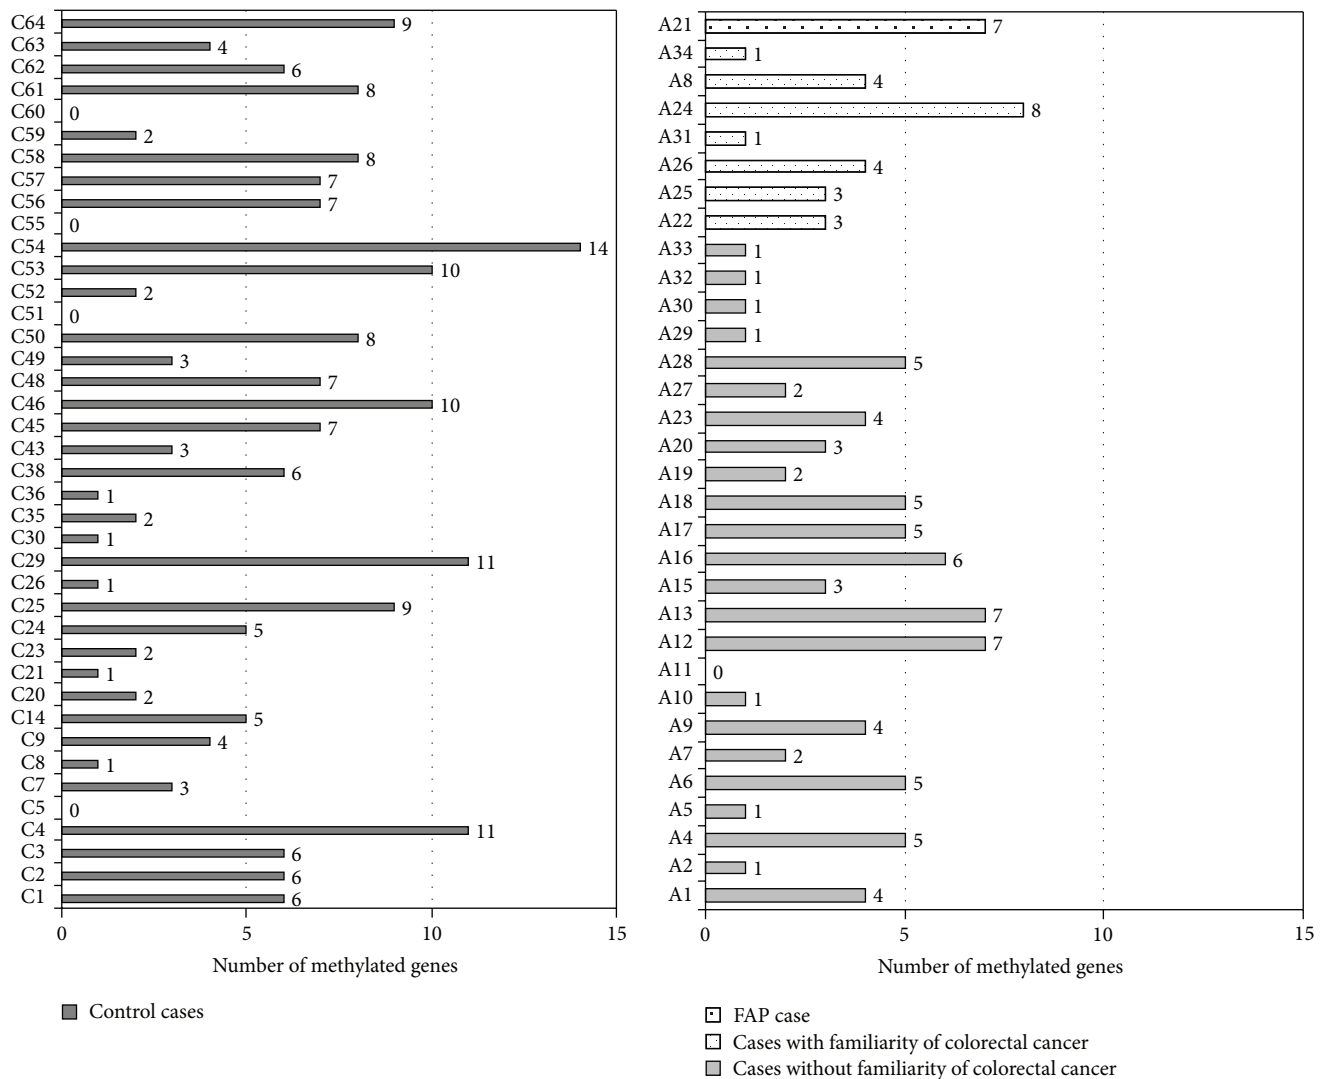 C64 9
C63 4
C62 6
C61 8
C60 0
C59 2
C58 8
C57 7
C56 7
C55 0
C54 14
C53 10
C52 2
C51 0
C50 8
C49 3
C48 7
C46 10
C45 7
C43 3
C38 6
C36 1
C35 2
C30 1
C29 11
C26 1
C25 9
C24 5
C23 2
C21 1
C20 2
C14 5
C9 4
C8 1
C7 3
C5 0
C4 11
C3 6
C2 6
C1 6
0 5 10 15
Number of methylated genes
Control cases
A21 7
A34 1
A8 4
A24 8
A31 1
A26 4
A25 3
A22 3
A33 1
A32 1
A30 1
A29 1
A28 5
A27 2
A23 4
A20 3
A19 2
A18 5
A17 5
A16 6
A15 3
A13 7
A12 7
A11 0
A10 1
A9 4
A7 2
A6 5
A5 1
A4 5
A2 1
A1 4
0 5 10 15
Number of methylated genes
FAP case
Cases with familiarity of colorectal cancer
Cases without familiarity of colorectal cancer